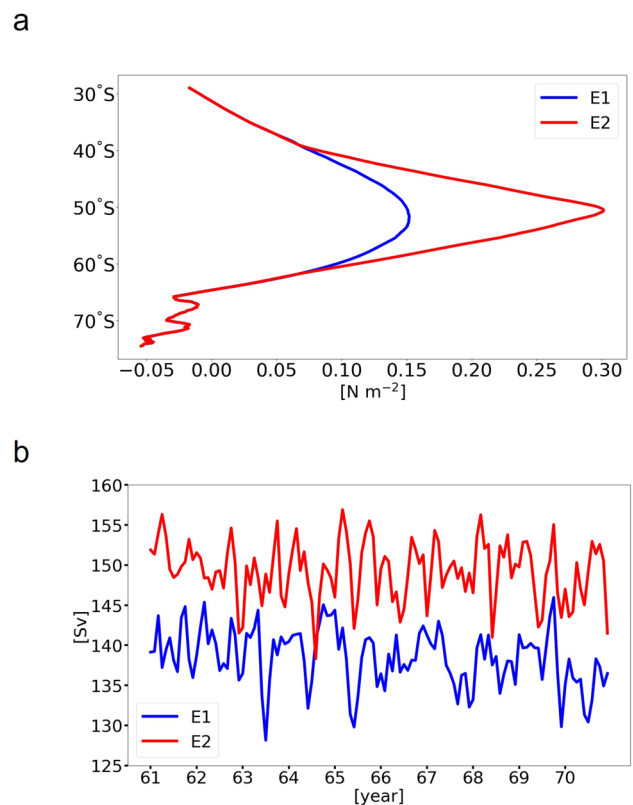 a
30°S
40°S
50°S
60°S
70°S
E1
E2
−0.05 0.00 0.05 0.10 0.15 0.20 0.25 0.30
[N m⁻²]
b
160
155
150
145
140
135
130
125
[Sv]
E1
E2
61 62 63 64 65 66 67 68 69 70
[year]